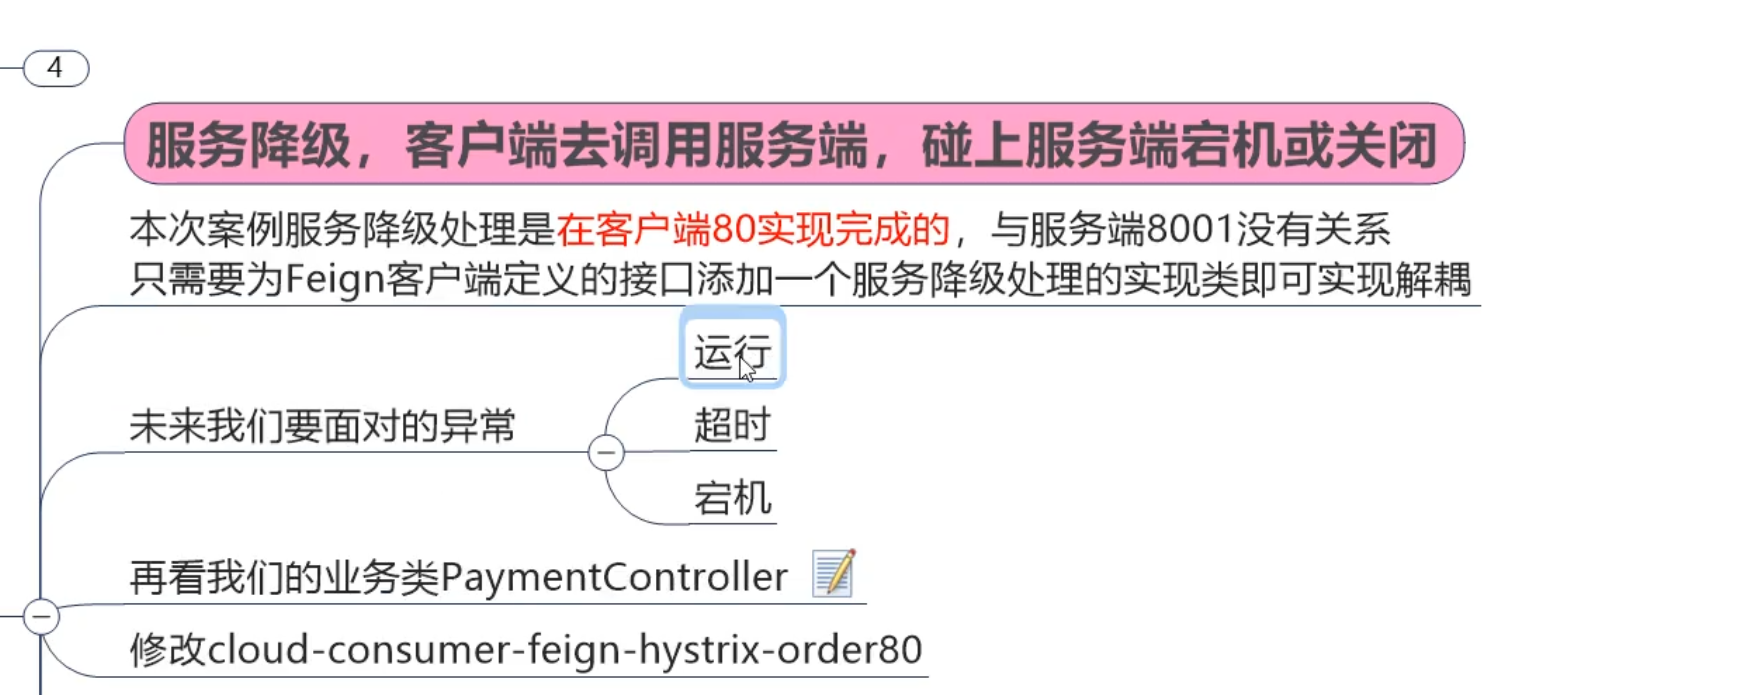 4
服务降级，客户端去调用服务端，碰上服务端宕机或关闭
本次案例服务降级处理是在客户端80实现完成的，与服务端8001没有关系
只需要为Feign客户端定义的接口添加一个服务降级处理的实现类即可实现解耦
未来我们要面对的异常
运行
超时
宕机
再看我们的业务类PaymentController
修改cloud-consumer-feign-hystrix-order80